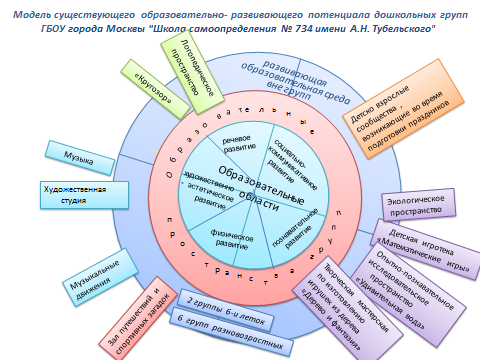 Модель существующего образовательно- развивающего потенциала дошкольных групп
ГБОУ города Москвы "Школа самоопределения № 734 имени А.Н. Тубельского"
Логопедическое
пространство
«Кругозор»
развивающая
образовательная среда
вне групп
Детско взрослые
сообщества ,
возникающие во время
подготовки праздников
Образовательные
речевое
развитие
социально-
коммуникативное
развитие
Музыка
Художественная
студия
Образовательные
области
художественно
- эстетическое
развитие
познавательное
развитие
физическое
развитие
пространства групп
Экологическое
пространство
Детская игротека
«Математические игры»
Опытно-познавательное
исследовательское
пространство
«Удивительная вода»
Творческая мастерская
по изготовлению
игрушек из дерева
«Дерево и фантазия»
Музыкальные
движения
Зал путешествий и
спортивных загадок
2 группы 6-и леток
6 групп разновозрастных